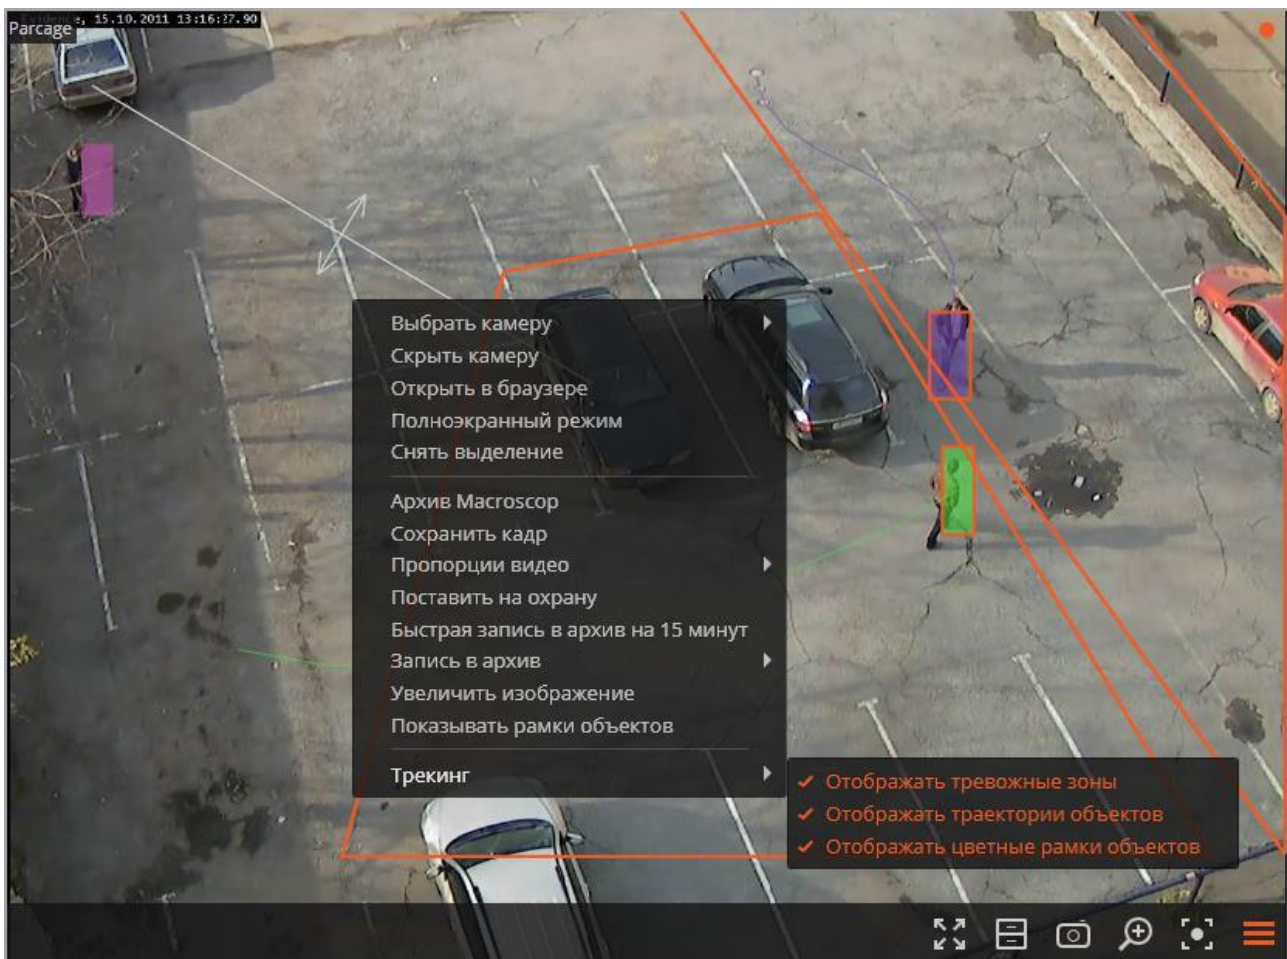 Evidence, 15.10.2011 13:16:27.90
Parcage
Выбрать камеру
Скрыть камеру
Открыть в браузере
Полноэкранный режим
Снять выделение
Архив Macroscop
Сохранить кадр
Пропорции видео
Поставить на охрану
Быстрая запись в архив на 15 минут
Запись в архив
Увеличить изображение
Показывать рамки объектов
Трекинг
Отображать тревожные зоны
Отображать траектории объектов
Отображать цветные рамки объектов